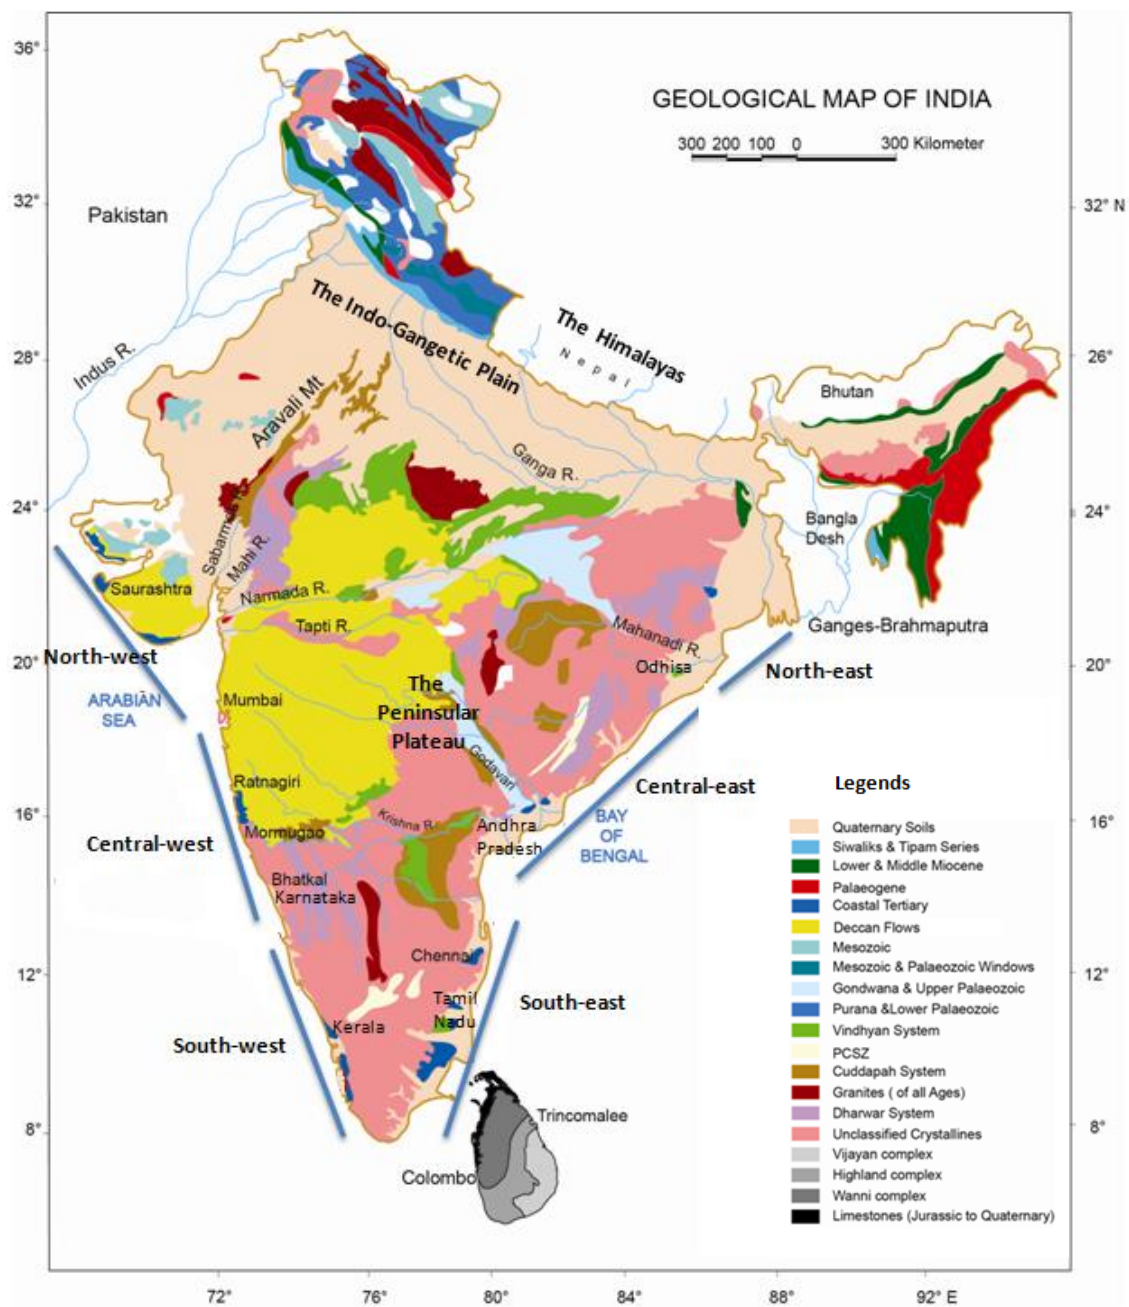 GEOLOGICAL MAP OF INDIA
300 200 100 0 300 Kilometer
36°
32°
28°
24°
20°
16°
12°
8°
32° N
26°
24°
20°
16°
12°
8°
72°
76°
80°
84°
88°
92° E
Pakistan
Indus R.
The Indo-Gangetic Plain
The Himalayas
Nepal
Bhutan
Aravali Mt
Ganga R.
Bangla
Desh
Mahi R.
Saurashtra
Narmada R.
Tapti R.
Mahanadi R.
Odhisa
Ganges-Brahmaputra
North-west
North-east
ARABIĀN
SEA
Mumbai
The
Peninsular
Plateau
Godavari
Ratnagiri
Central-east
Mormugao
Krishna R.
Andhra
Pradesh
BAY
OF
BENGAL
Central-west
Bhatkal
Karnataka
Chennai
Tamil
Nadu
South-east
Kerala
South-west
Trincomalee
Colombo
Legends
Quaternary Soils
Siwaliks & Tipam Series
Lower & Middle Miocene
Palaeogene
Coastal Tertiary
Deccan Flows
Mesozoic
Mesozoic & Palaeozoic Windows
Gondwana & Upper Palaeozoic
Purana &Lower Palaeozoic
Vindhyan System
PCSZ
Cuddapah System
Granites ( of all Ages)
Dharwar System
Unclassified Crystallines
Vijayan complex
Highland complex
Wanni complex
Limestones (Jurassic to Quaternary)